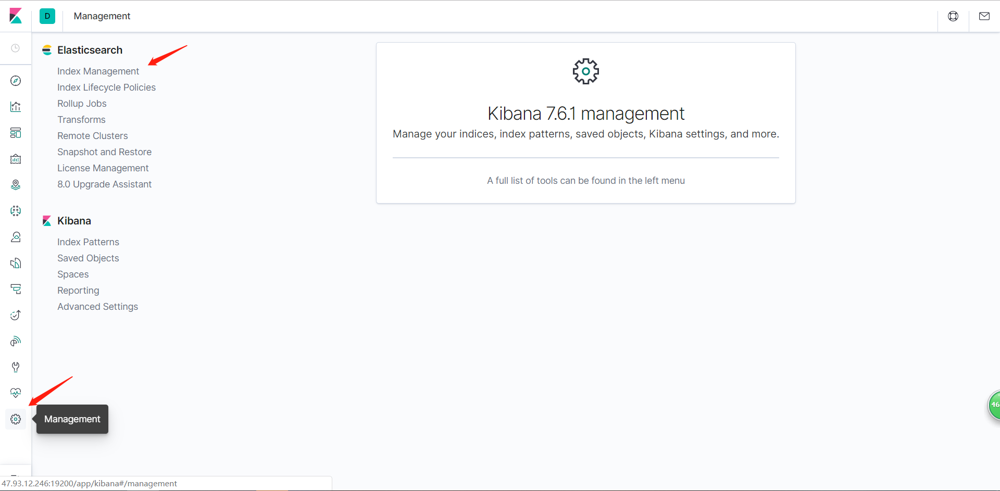 D
Management
Elasticsearch
Index Management
Index Lifecycle Policies
Rollup Jobs
Transforms
Remote Clusters
Snapshot and Restore
License Management
8.0 Upgrade Assistant
Kibana
Index Patterns
Saved Objects
Spaces
Reporting
Advanced Settings
Kibana 7.6.1 management
Manage your indices, index patterns, saved objects, Kibana settings, and more.
A full list of tools can be found in the left menu
46
Management
47.93.12.246:19200/app/kibana#/management